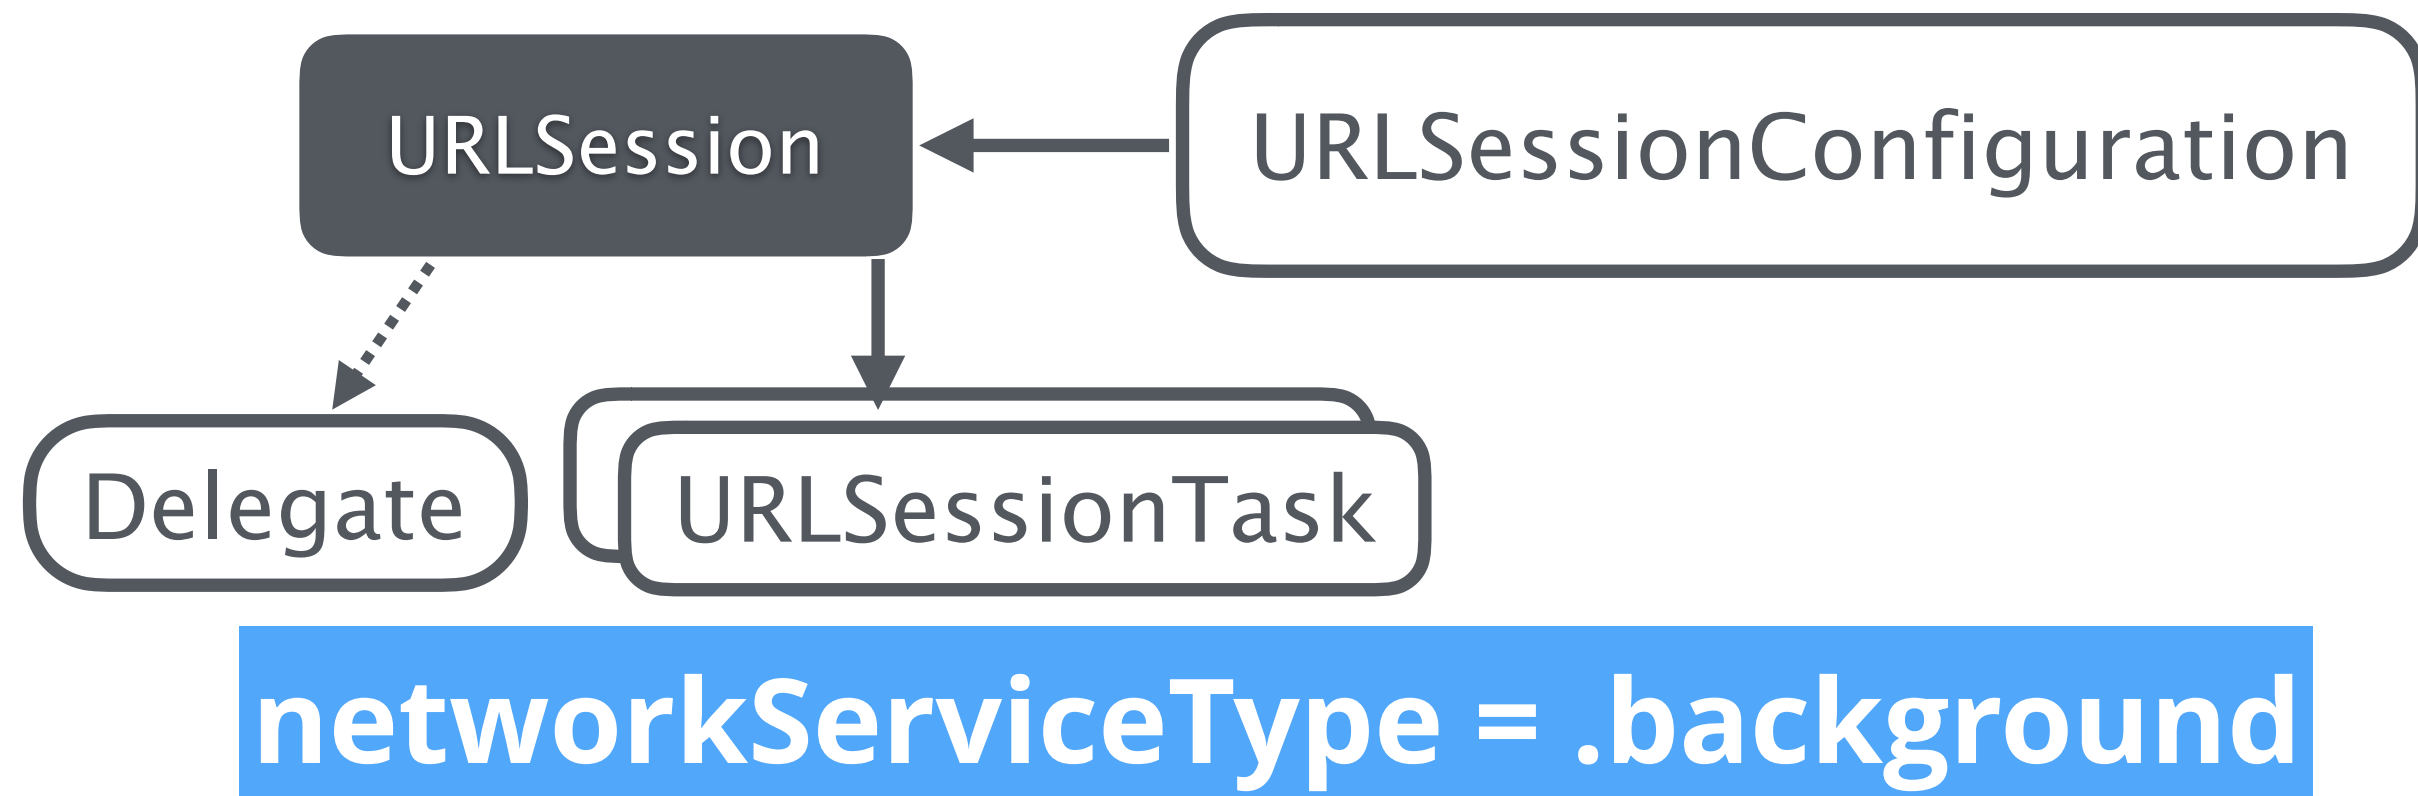 URLSession
URLSessionConfiguration
Delegate
URLSessionTask
networkServiceType = .background